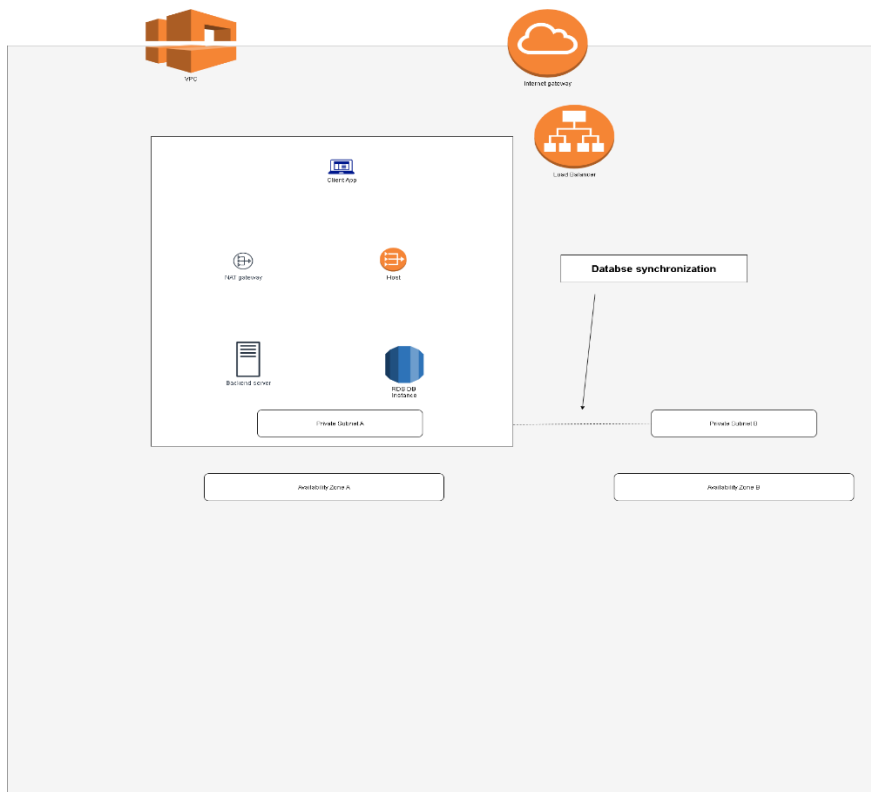 VPC
Internet gateway
Load Balancer
Client App
NAT gateway
Host
Databse synchronization
Backend server
RDS DB
Instance
Private Subnet A
Private Subnet B
Availability Zone A
Availability Zone B